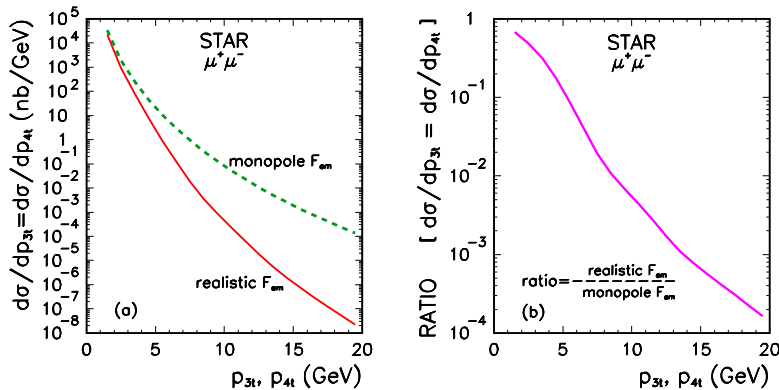 dσ/dp3t=dσ/dp4t (nb/GeV)
10^5
10^4
10^3
10^2
10
1
10^-1
10^-2
10^-3
10^-4
10^-5
10^-6
10^-7
10^-8
STAR
μ+μ-
monopole Fem
realistic Fem
(a)
0 5 10 15 20
p3t, p4t (GeV)
RATIO [ dσ/dp3t = dσ/dp4t ]
1
10^-1
10^-2
10^-3
10^-4
STAR
μ+μ-
ratio= realistic Fem
monopole Fem
(b)
0 5 10 15 20
p3t, p4t (GeV)